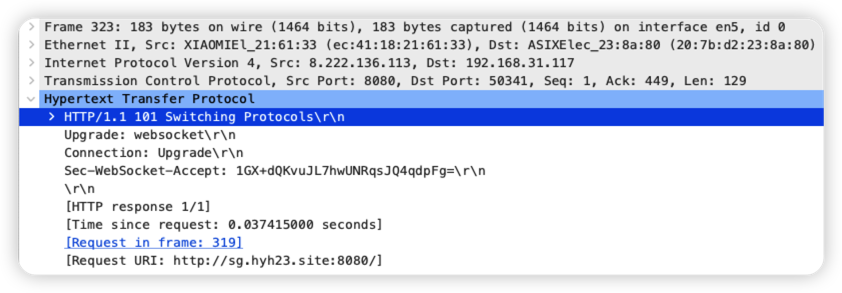 Frame 323: 183 bytes on wire (1464 bits), 183 bytes captured (1464 bits) on interface en5, id 0
Ethernet II, Src: XIAOMIEl_21:61:33 (ec:41:18:21:61:33), Dst: ASIXElec_23:8a:80 (20:7b:d2:23:8a:80)
Internet Protocol Version 4, Src: 8.222.136.113, Dst: 192.168.31.117
Transmission Control Protocol, Src Port: 8080, Dst Port: 50341, Seq: 1, Ack: 449, Len: 129
Hypertext Transfer Protocol
HTTP/1.1 101 Switching Protocols\r\n
Upgrade: websocket\r\n
Connection: Upgrade\r\n
Sec-WebSocket-Accept: 1GX+dQKvuJL7hwUNRqsJQ4qdpFg=\r\n
\r\n
[HTTP response 1/1]
[Time since request: 0.037415000 seconds]
[Request in frame: 319]
[Request URI: http://sg.hyh23.site:8080/]